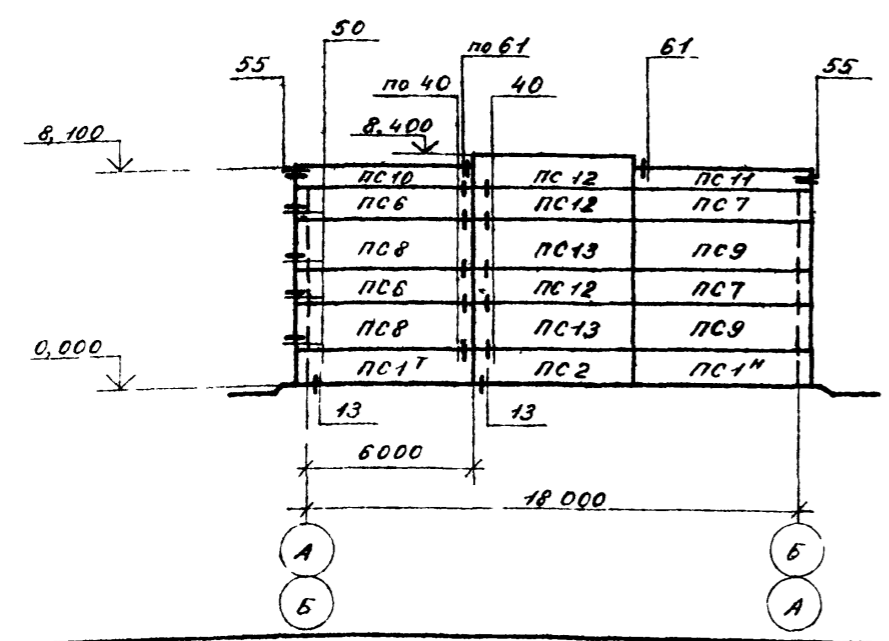 50
по 61
61
55
55
по 40
40
8,100
8,400
ПС10 ПС12 ПС11
ПС6 ПС12 ПС7
ПС8 ПС13 ПС9
ПС6 ПС12 ПС7
ПС8 ПС13 ПС9
0,000
ПС1Т ПС2 ПС1Н
13 13
6000
18 000
А Б
Б А